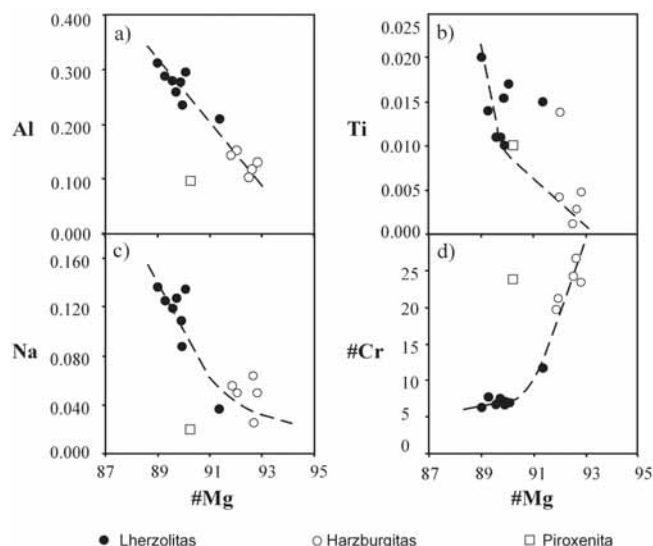 a)
0.300
Al 0.200
0.100
0.000
b)
0.025
0.020
0.015
Ti
0.010
0.005
0.000
c)
0.160
0.120
Na 0.080
0.040
0.000
87 89 91 93 95
#Mg
d)
25
20
#Cr 15
10
5
0
87 89 91 93 95
#Mg
Lherzolitas Harzburgitas Piroxenita